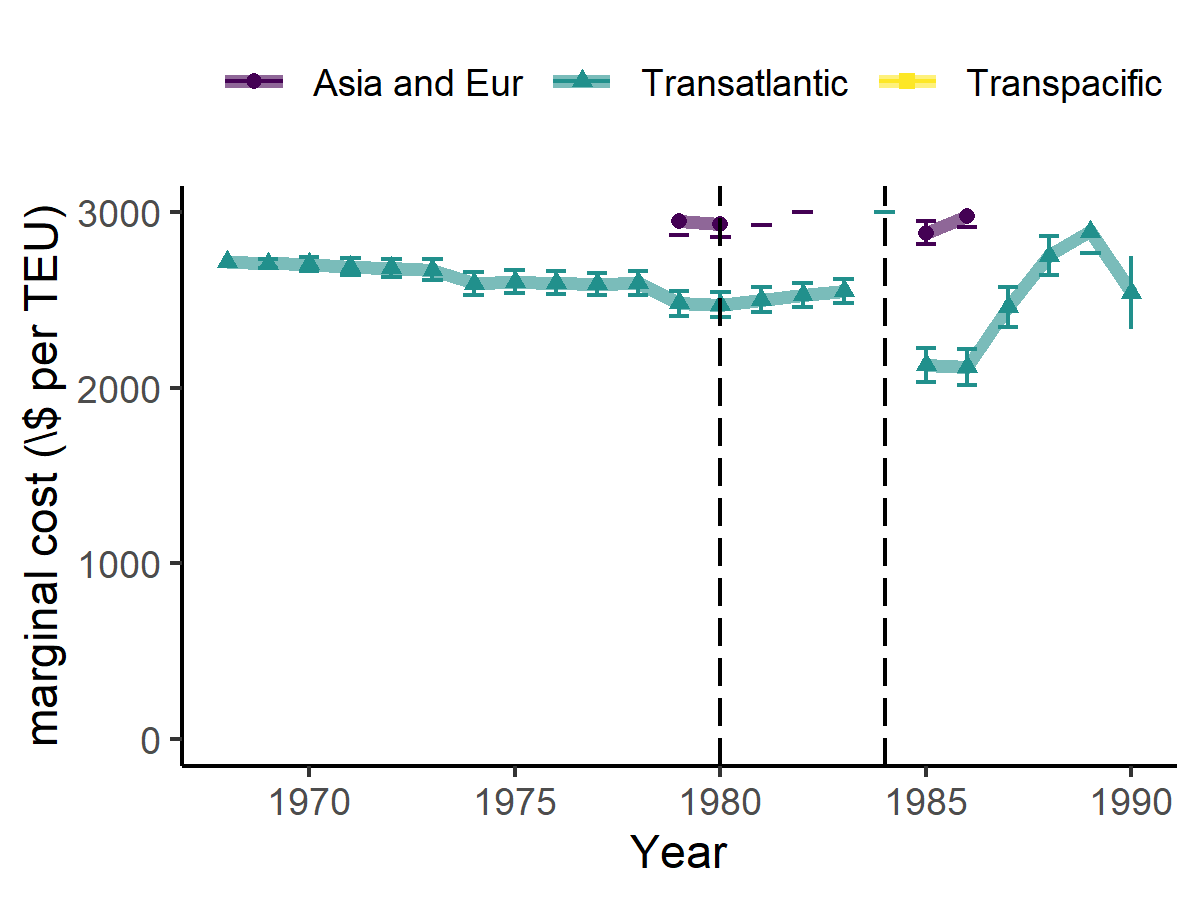 Asia and Eur Transatlantic Transpacific
marginal cost (\$ per TEU)
3000
2000
1000
0
1970 1975 1980 1985 1990
Year